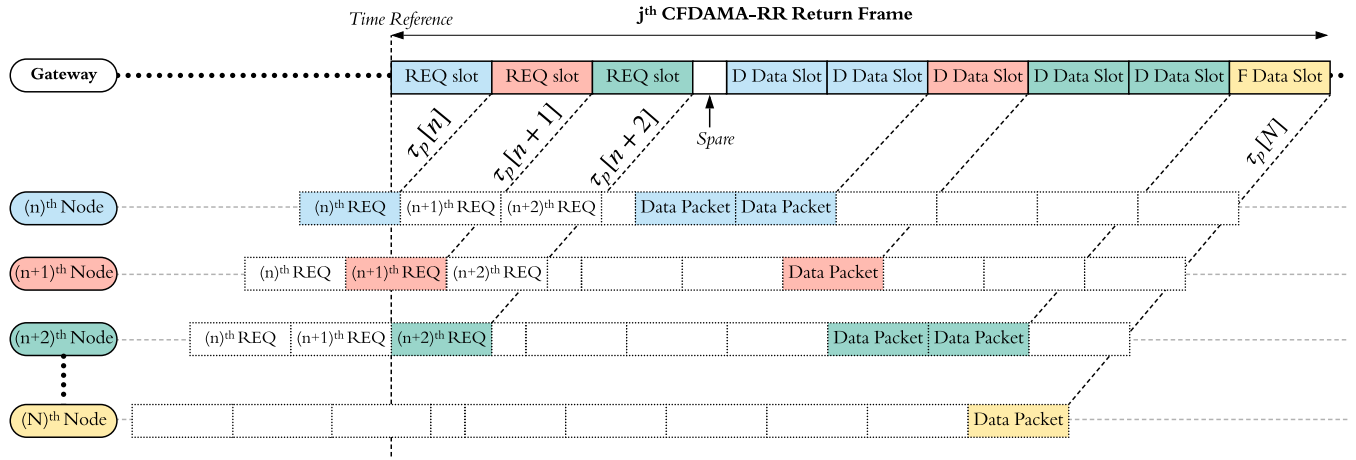 jth CFDAMA-RR Return Frame
Time Reference
Gateway REQ slot REQ slot REQ slot D Data Slot D Data Slot D Data Slot D Data Slot D Data Slot F Data Slot
τp[n] τp[n + 1] τp[n + 2] Spare τp[N]
(n)th Node (n)th REQ (n+1)th REQ (n+2)th REQ Data Packet Data Packet
(n+1)th Node (n)th REQ (n+1)th REQ (n+2)th REQ Data Packet
(n+2)th Node (n)th REQ (n+1)th REQ (n+2)th REQ Data Packet Data Packet
(N)th Node Data Packet